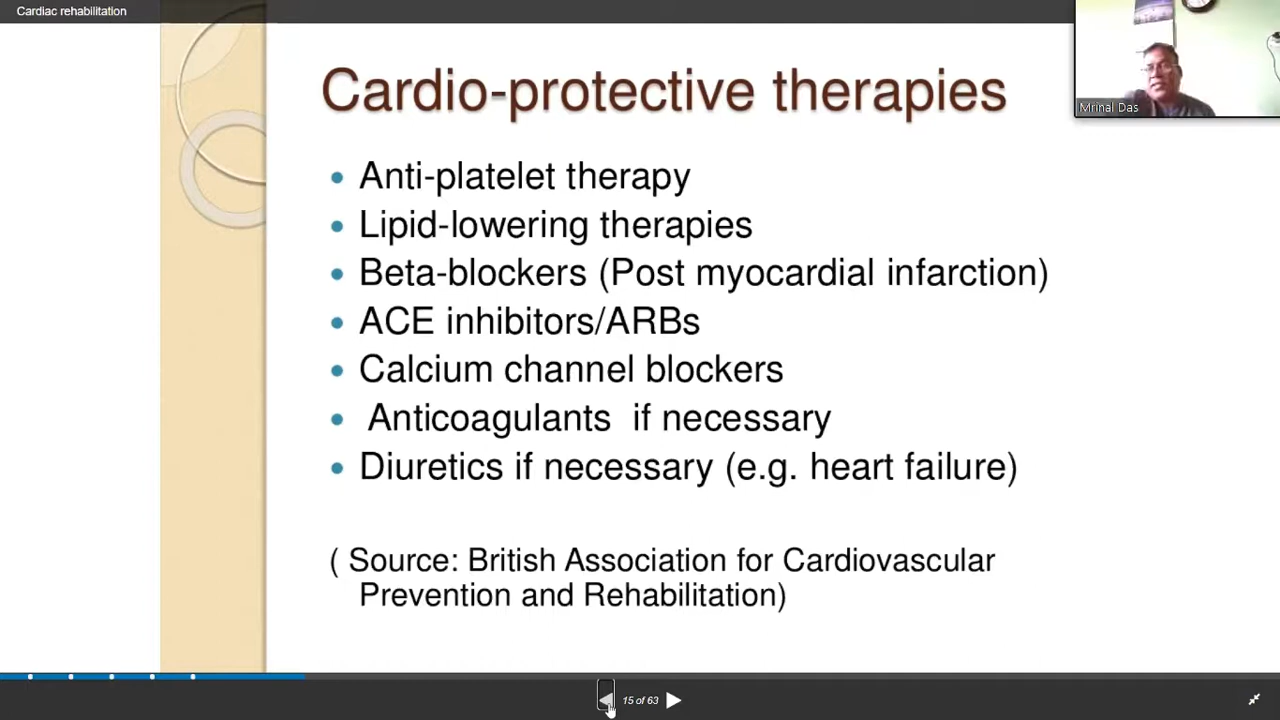 Cardiac rehabilitation
Cardio-protective therapies
Mrinal Das
• Anti-platelet therapy
• Lipid-lowering therapies
• Beta-blockers (Post myocardial infarction)
• ACE inhibitors/ARBs
• Calcium channel blockers
• Anticoagulants if necessary
• Diuretics if necessary (e.g. heart failure)
( Source: British Association for Cardiovascular
Prevention and Rehabilitation)
15 of 63